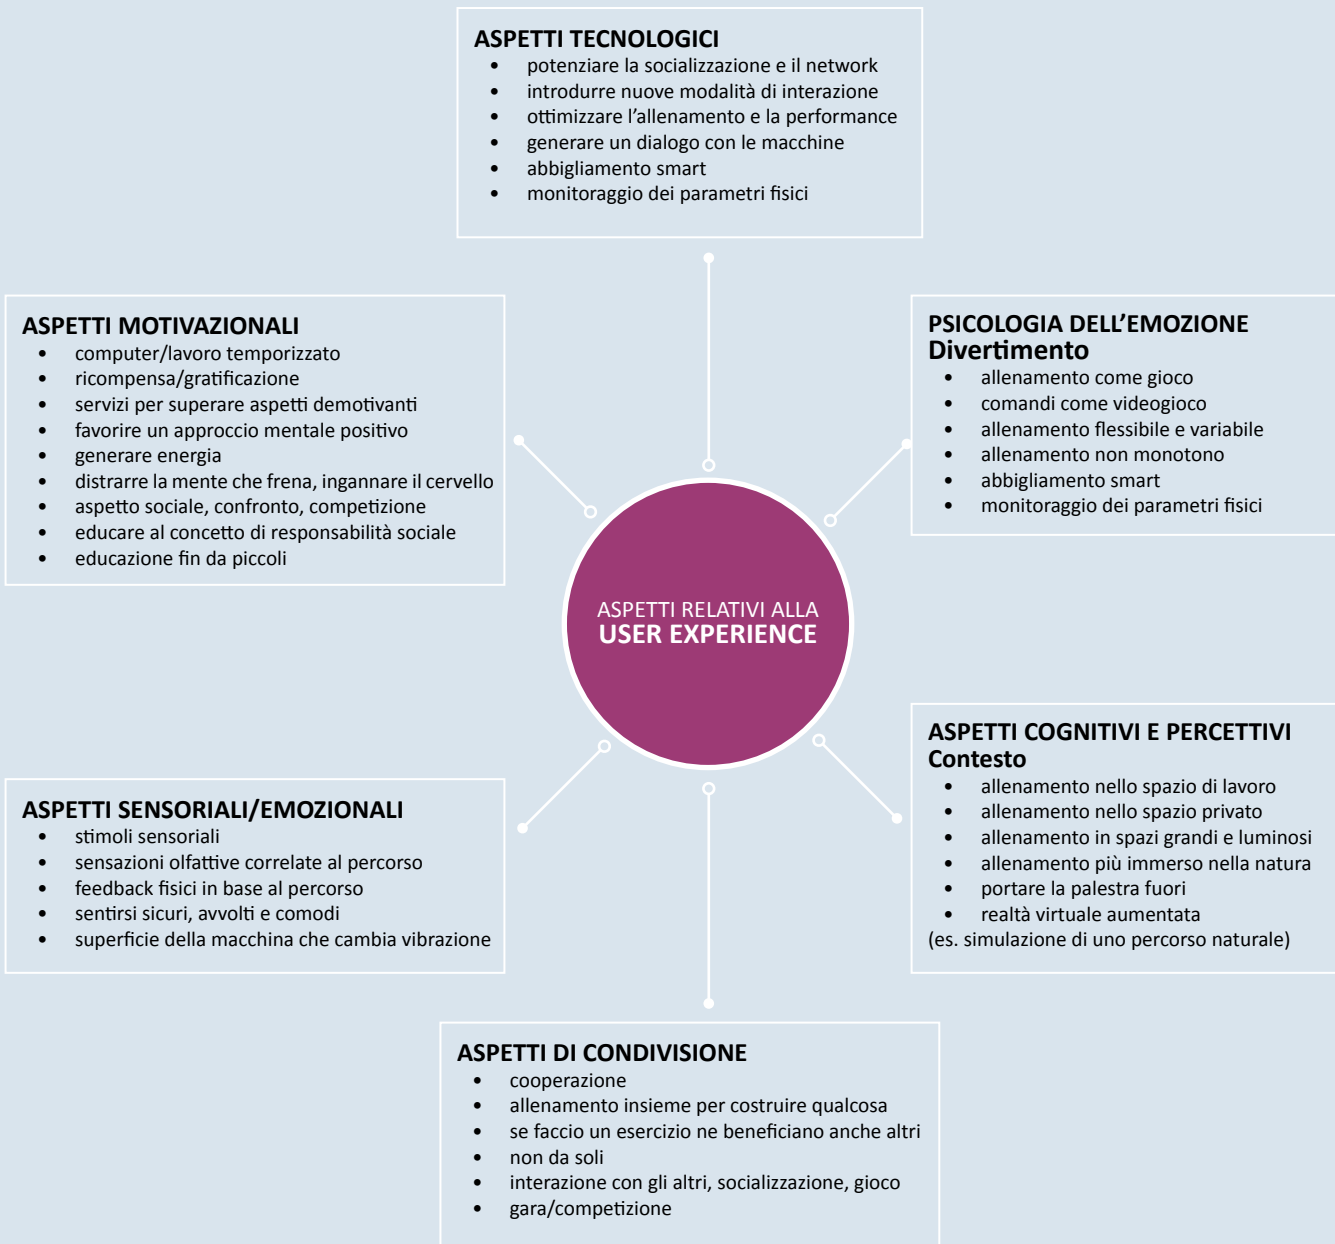 ASPETTI TECNOLOGICI
• potenziare la socializzazione e il network
• introdurre nuove modalità di interazione
• ottimizzare l’allenamento e la performance
• generare un dialogo con le macchine
• abbigliamento smart
• monitoraggio dei parametri fisici
ASPETTI MOTIVAZIONALI
• computer/lavoro temporizzato
• ricompensa/gratificazione
• servizi per superare aspetti demotivanti
• favorire un approccio mentale positivo
• generare energia
• distrarre la mente che frena, ingannare il cervello
• aspetto sociale, confronto, competizione
• educare al concetto di responsabilità sociale
• educazione fin da piccoli
PSICOLOGIA DELL’EMOZIONE
Divertimento
• allenamento come gioco
• comandi come videogioco
• allenamento flessibile e variabile
• allenamento non monotono
• abbigliamento smart
• monitoraggio dei parametri fisici
ASPETTI RELATIVI ALLA
USER EXPERIENCE
ASPETTI SENSORIALI/EMOZIONALI
• stimoli sensoriali
• sensazioni olfattive correlate al percorso
• feedback fisici in base al percorso
• sentirsi sicuri, avvolti e comodi
• superficie della macchina che cambia vibrazione
ASPETTI COGNITIVI E PERCETTIVI
Contesto
• allenamento nello spazio di lavoro
• allenamento nello spazio privato
• allenamento in spazi grandi e luminosi
• allenamento più immerso nella natura
• portare la palestra fuori
• realtà virtuale aumentata
(es. simulazione di uno percorso naturale)
ASPETTI DI CONDIVISIONE
• cooperazione
• allenamento insieme per costruire qualcosa
• se faccio un esercizio ne beneficiano anche altri
• non da soli
• interazione con gli altri, socializzazione, gioco
• gara/competizione